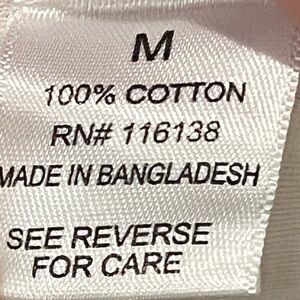 M
100% COTTON
RN# 116138
MADE IN BANGLADESH
SEE REVERSE
FOR CARE